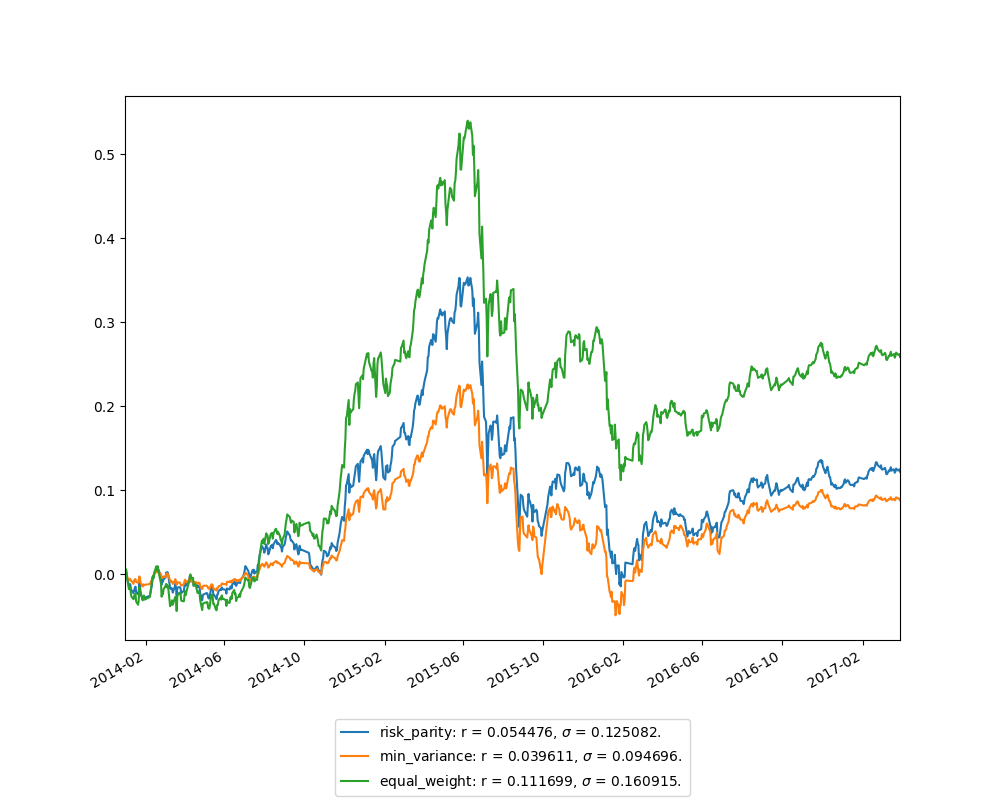 0.5
0.4
0.3
0.2
0.1
0.0
2014-02 2014-06 2014-10 2015-02 2015-06 2015-10 2016-02 2016-06 2016-10 2017-02
risk_parity: r = 0.054476, σ = 0.125082.
min_variance: r = 0.039611, σ = 0.094696.
equal_weight: r = 0.111699, σ = 0.160915.